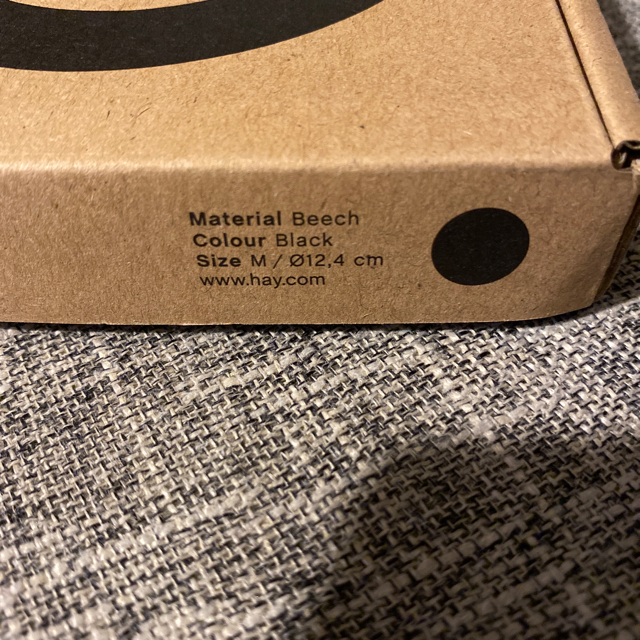 Material Beech
Colour Black
Size M / Ø12,4 cm
www.hay.com